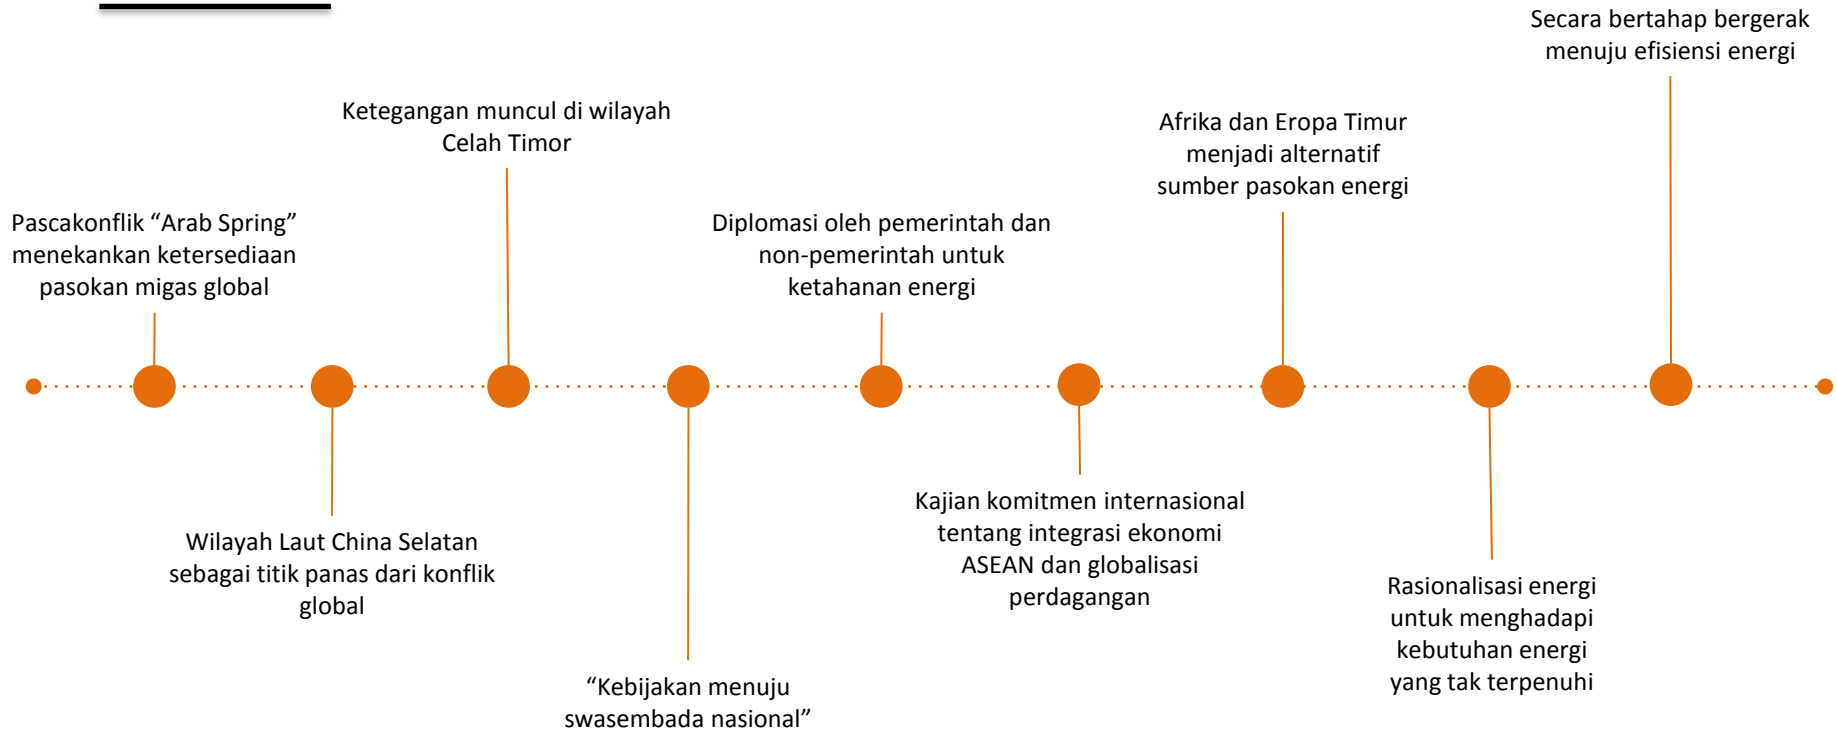 Pascakonflik “Arab Spring”
menekankan ketersediaan
pasokan migas global
Wilayah Laut China Selatan
sebagai titik panas dari konflik
global
Ketegangan muncul di wilayah
Celah Timor
“Kebijakan menuju
swasembada nasional”
Diplomasi oleh pemerintah dan
non-pemerintah untuk
ketahanan energi
Kajian komitmen internasional
tentang integrasi ekonomi
ASEAN dan globalisasi
perdagangan
Afrika dan Eropa Timur
menjadi alternatif
sumber pasokan energi
Rasionalisasi energi
untuk menghadapi
kebutuhan energi
yang tak terpenuhi
Secara bertahap bergerak
menuju efisiensi energi